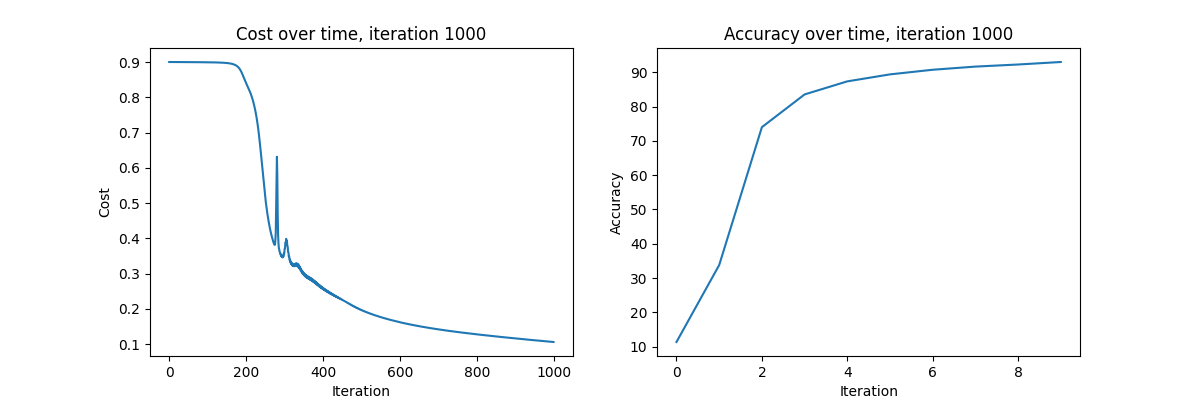 Cost over time, iteration 1000
0.9
0.8
0.7
0.6
0.5
0.4
0.3
0.2
0.1
Cost
0 200 400 600 800 1000
Iteration
Accuracy over time, iteration 1000
90
80
70
60
50
40
30
20
10
Accuracy
0 2 4 6 8
Iteration